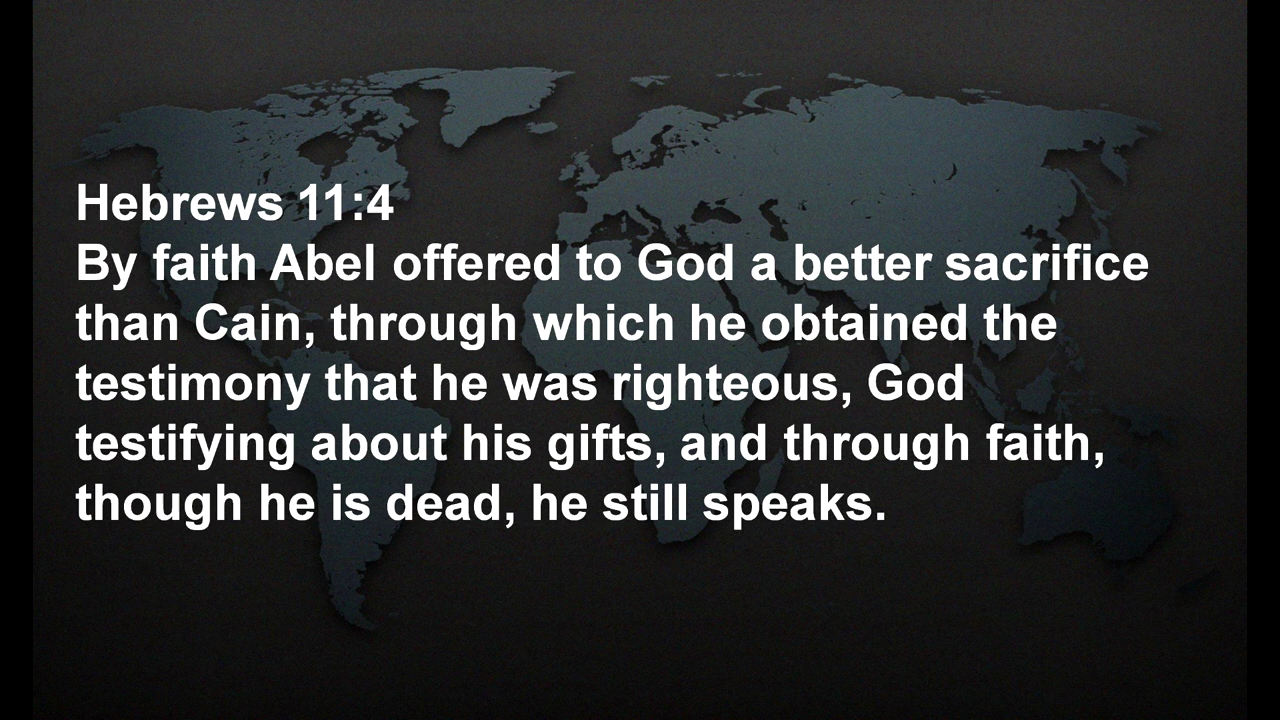 Hebrews 11:4
By faith Abel offered to God a better sacrifice
than Cain, through which he obtained the
testimony that he was righteous, God
testifying about his gifts, and through faith,
though he is dead, he still speaks.